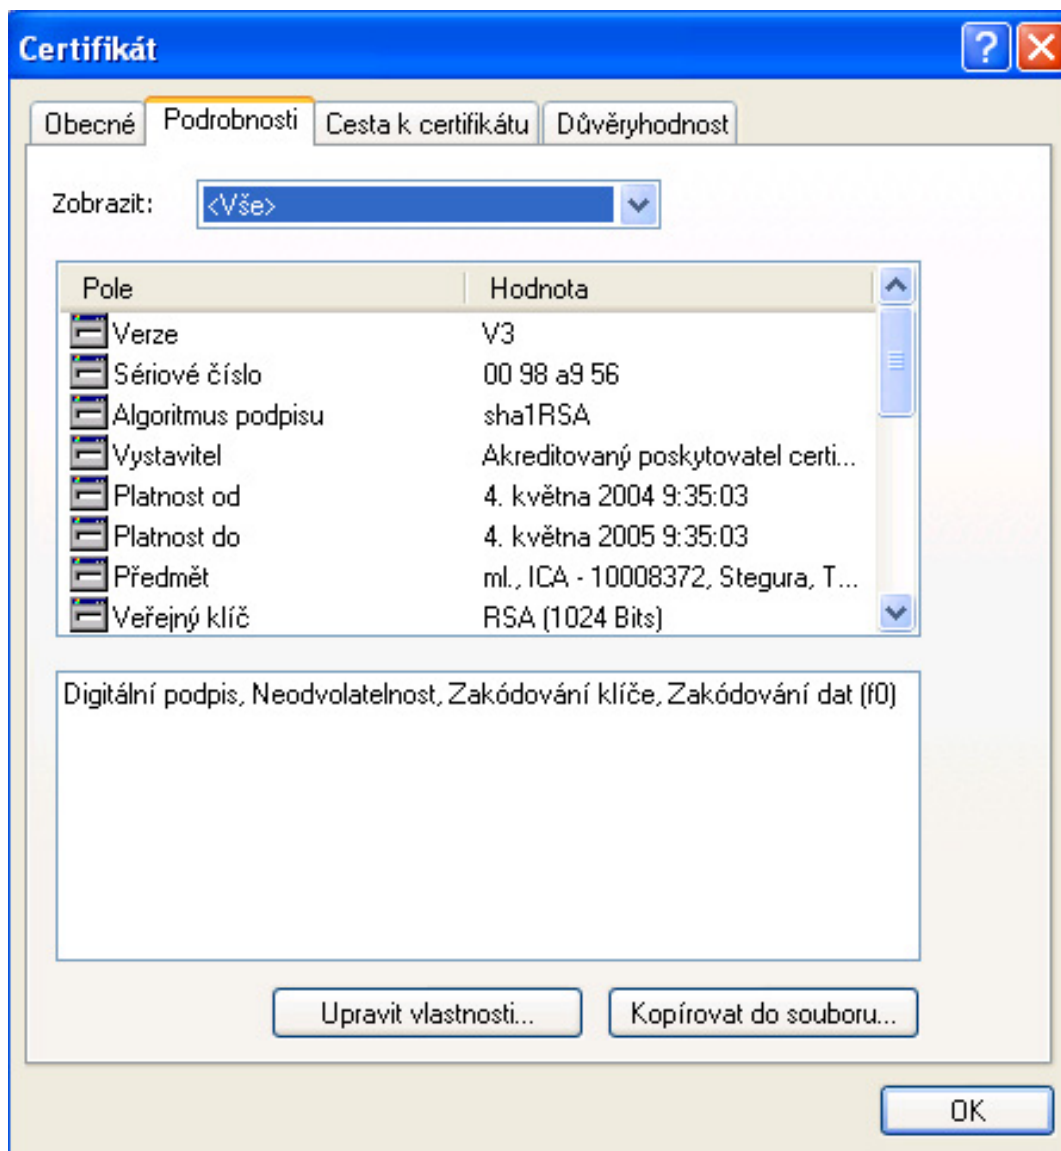 Certifikát
Obecné Podrobnosti Cesta k certifikátu Důvěryhodnost
Zobrazit: <Vše>
Pole Hodnota
Verze V3
Sériové číslo 00 98 a9 56
Algoritmus podpisu sha1RSA
Vystavitel Akreditovaný poskytovatel certi...
Platnost od 4. května 2004 9:35:03
Platnost do 4. května 2005 9:35:03
Předmět ml., ICA - 10008372, Stegura, T...
Veřejný klíč RSA (1024 Bits)
Digitální podpis, Neodvolatelnost, Zakódování klíče, Zakódování dat (f0)
Upravit vlastnosti... Kopírovat do souboru...
OK